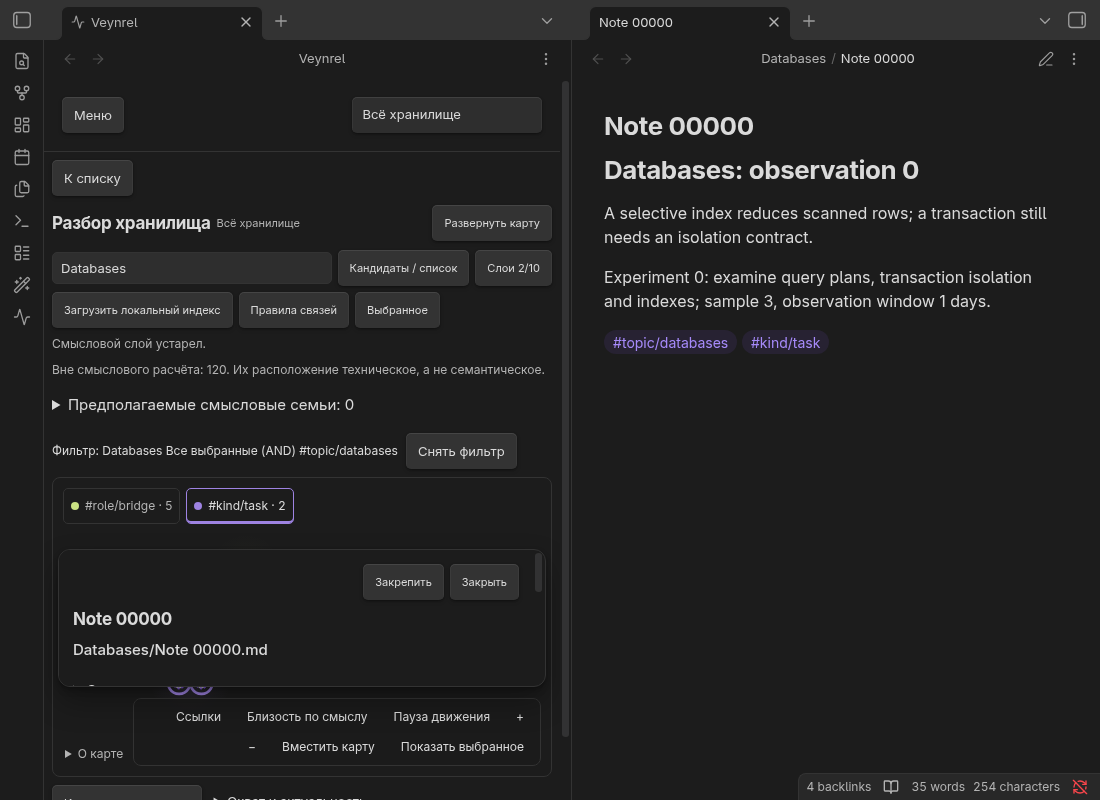 Veynrel
Note 00000
Veynrel
Databases / Note 00000
Меню
Всё хранилище
К списку
Разбор хранилища Всё хранилище
Развернуть карту
Databases
Кандидаты / список
Слои 2/10
Загрузить локальный индекс
Правила связей
Выбранное
Смысловой слой устарел.
Вне смыслового расчёта: 120. Их расположение техническое, а не семантическое.
Предполагаемые смысловые семьи: 0
Фильтр: Databases Все выбранные (AND) #topic/databases
Снять фильтр
#role/bridge · 5
#kind/task · 2
Закрепить
Закрыть
Note 00000
Databases/Note 00000.md
Ссылки
Близость по смыслу
Пауза движения
+
−
Вместить карту
Показать выбранное
О карте
Note 00000
Databases: observation 0
A selective index reduces scanned rows; a transaction still
needs an isolation contract.
Experiment 0: examine query plans, transaction isolation
and indexes; sample 3, observation window 1 days.
#topic/databases #kind/task
4 backlinks
35 words
254 characters